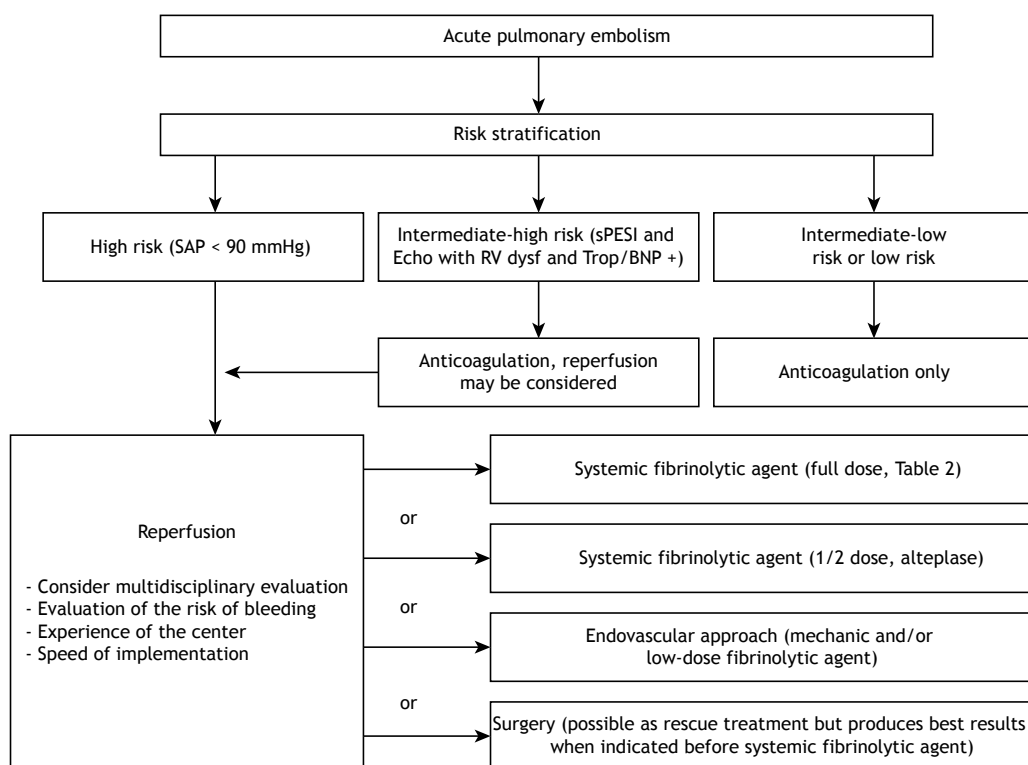 Acute pulmonary embolism
Risk stratification
High risk (SAP < 90 mmHg)
Intermediate-high risk (sPESI and
Echo with RV dysf and Trop/BNP +)
Intermediate-low
risk or low risk
Anticoagulation, reperfusion
may be considered
Anticoagulation only
Reperfusion
- Consider multidisciplinary evaluation
- Evaluation of the risk of bleeding
- Experience of the center
- Speed of implementation
Systemic fibrinolytic agent (full dose, Table 2)
or
Systemic fibrinolytic agent (1/2 dose, alteplase)
or
Endovascular approach (mechanic and/or
low-dose fibrinolytic agent)
or
Surgery (possible as rescue treatment but produces best results
when indicated before systemic fibrinolytic agent)